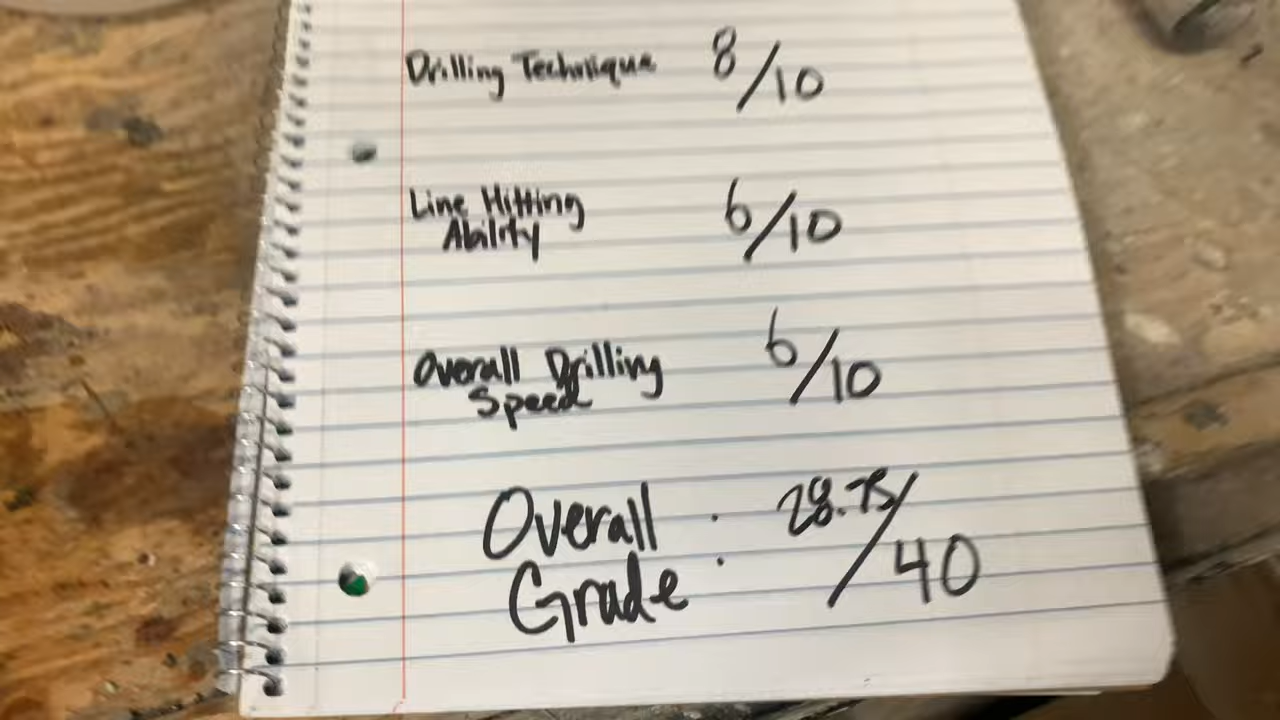 Drilling Technique 8/10
Line Hitting
Ability 6/10
Overall Drilling
Speed 6/10
Overall
Grade : 28.75/40